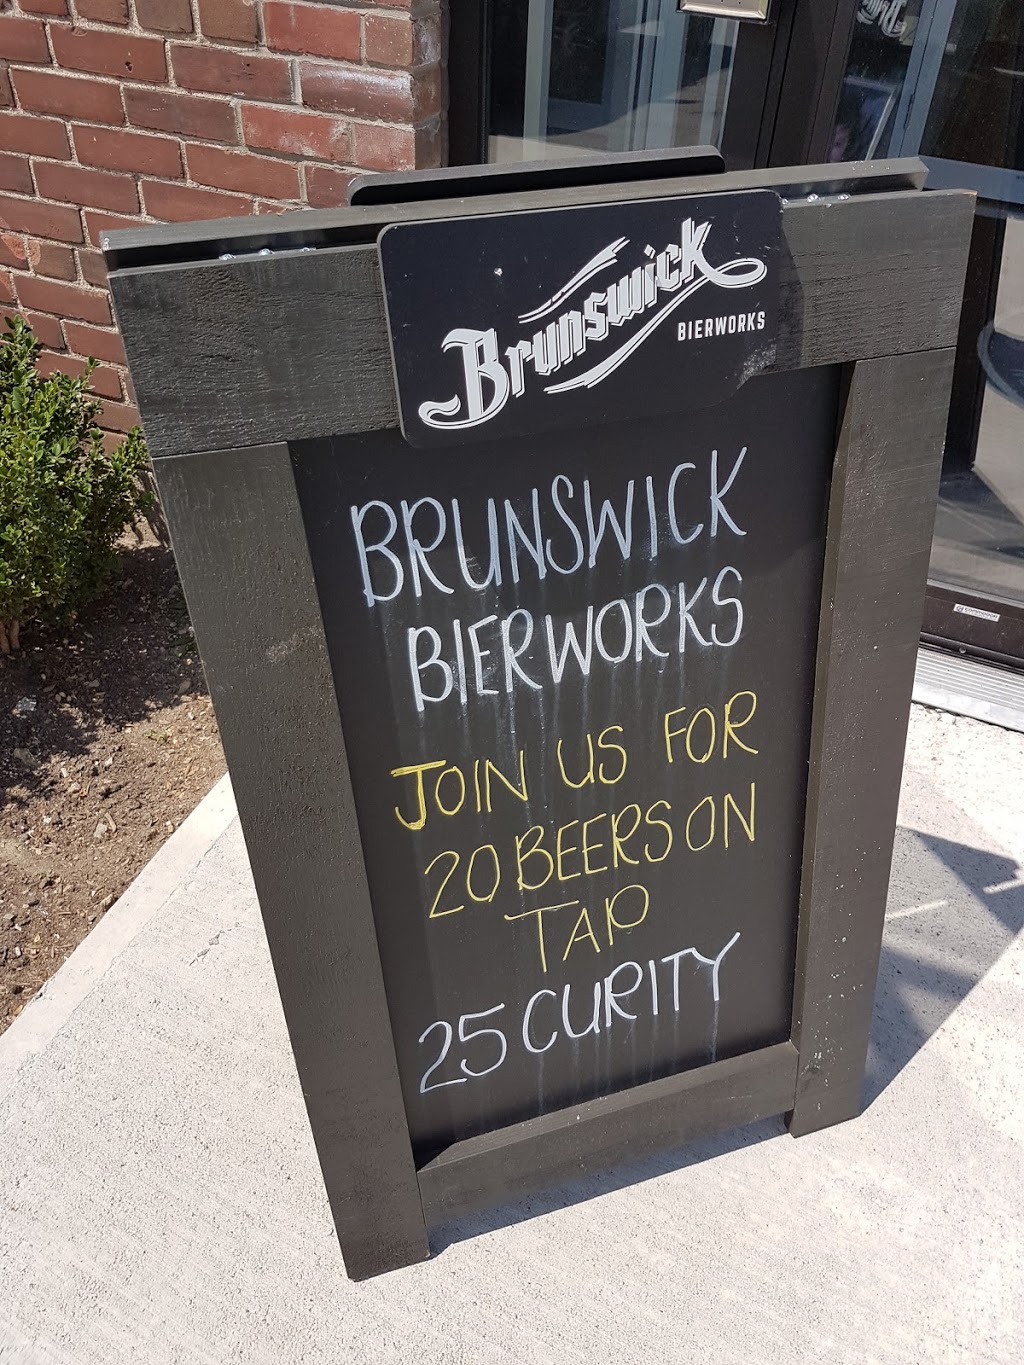 Brunswick
BIERWORKS
BRUNSWICK
BIERWORKS
JOIN US FOR
20 BEERS ON
TAP
25 CURITY